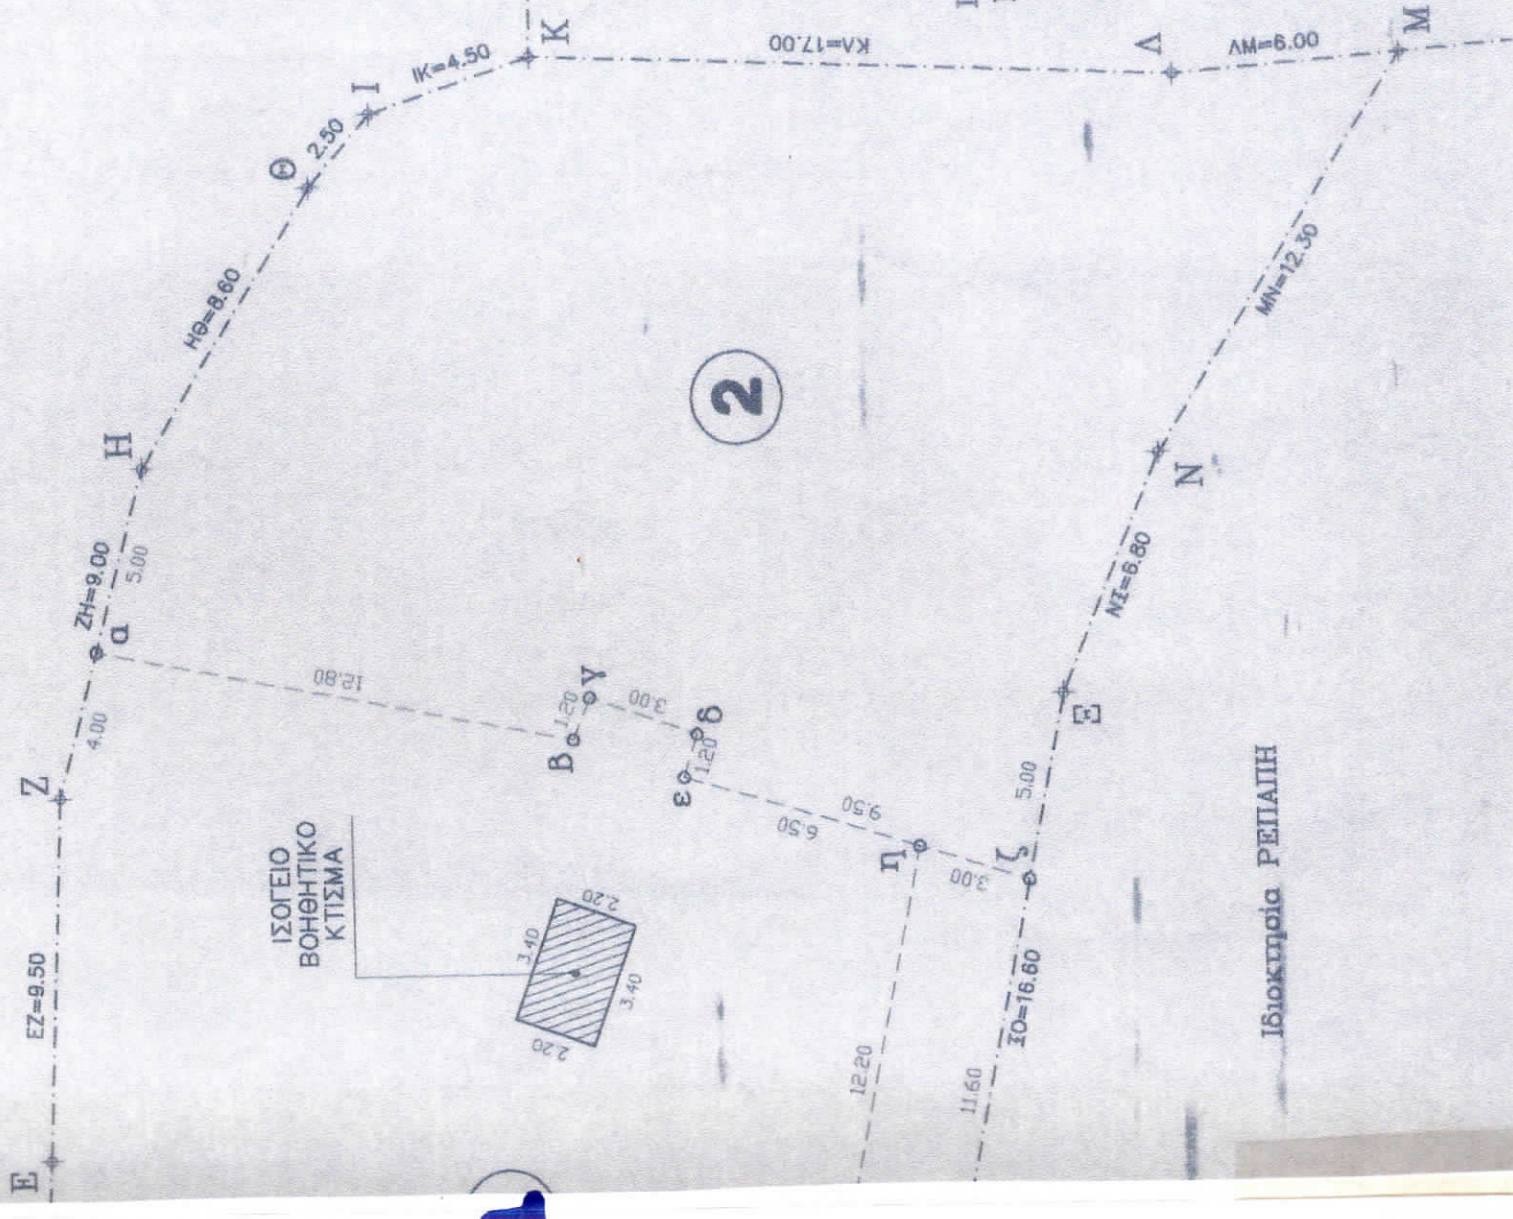 Ε
EZ=9.50
Ζ
4.00
ZH=9.00
α
5.00
Η
ΗΘ=8.60
Θ
2.50
Ι
ΙΚ=4.50
Κ
ΚΛ=17.00
Λ
ΛΜ=6.00
Μ
ΜΝ=12.30
Ν
ΝΞ=6.80
Ξ
5.00
ζ
ΞΟ=16.60
11.60
12.20
η
3.00
6.50
9.50
ε
1.20
δ
3.00
γ
1.20
β
12.80
2
ΙΣΟΓΕΙΟ
ΒΟΗΘΗΤΙΚΟ
ΚΤΙΣΜΑ
3.40
2.20
3.40
2.20
Ιδιοκτησία ΡΕΠΑΠΗ